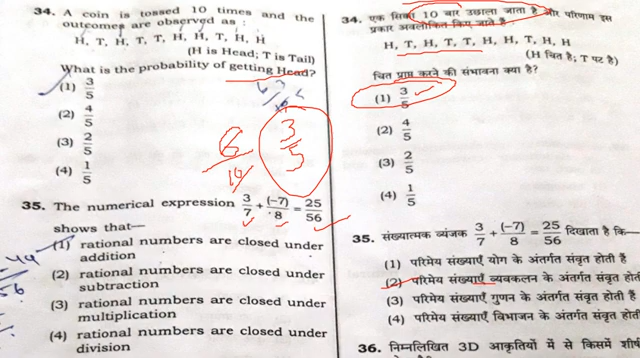 34. A coin is tossed 10 times and the
outcomes are observed as :
H, T, H, T, T, H, H, T, H, H
(H is Head; T is Tail)
What is the probability of getting Head?
(1) 3/5
(2) 4/5
(3) 2/5
(4) 1/5
6/10
3/5
35. The numerical expression 3/7 + (-7)/8 = 25/56
shows that—
(1) rational numbers are closed under
addition
(2) rational numbers are closed under
subtraction
(3) rational numbers are closed under
multiplication
(4) rational numbers are closed under
division
34. एक सिक्का 10 बार उछाला जाता है और परिणाम इस
प्रकार अवलोकित किए जाते हैं
H, T, H, T, T, H, H, T, H, H
(H चित है; T पट है)
चित प्राप्त करने की संभावना क्या है?
(1) 3/5
(2) 4/5
(3) 2/5
(4) 1/5
35. संख्यात्मक व्यंजक 3/7 + (-7)/8 = 25/56 दिखाता है कि—
(1) परिमेय संख्याएँ योग के अंतर्गत संवृत होती हैं
(2) परिमेय संख्याएँ व्यवकलन के अंतर्गत संवृत होती
(3) परिमेय संख्याएँ गुणन के अंतर्गत संवृत होती हैं
(4) परिमेय संख्याएँ विभाजन के अंतर्गत संवृत होती
36. निम्नलिखित 3D आकृतियों में से किसमें शीर्ष